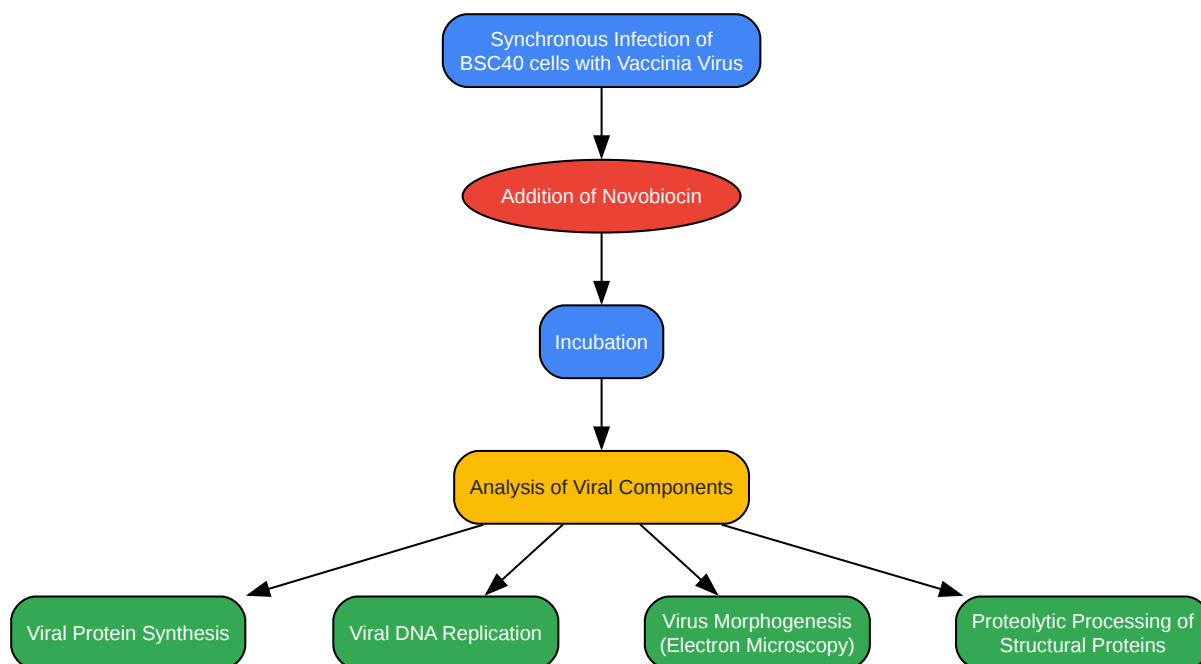 Synchronous Infection of
BSC40 cells with Vaccinia Virus
Addition of Novobiocin
Incubation
Analysis of Viral Components
Viral Protein Synthesis
Viral DNA Replication
Virus Morphogenesis
(Electron Microscopy)
Proteolytic Processing of
Structural Proteins